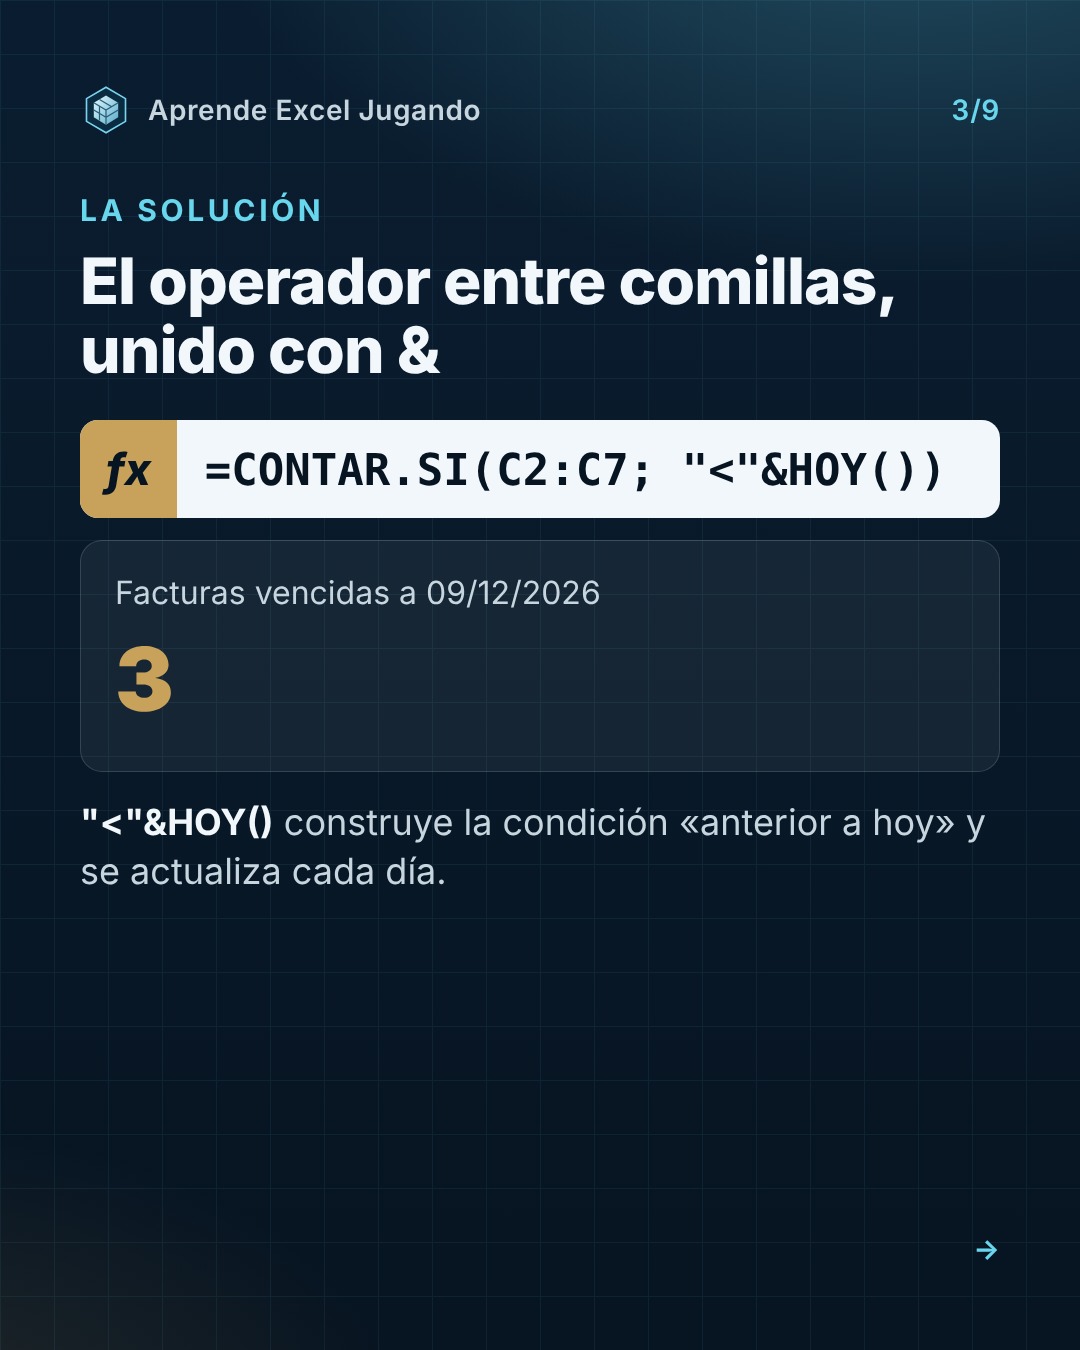 Aprende Excel Jugando
3/9
LA SOLUCIÓN
El operador entre comillas,
unido con &
fx
=CONTAR.SI(C2:C7; "<"&HOY())
Facturas vencidas a 09/12/2026
3
"<"&HOY() construye la condición «anterior a hoy» y
se actualiza cada día.
→